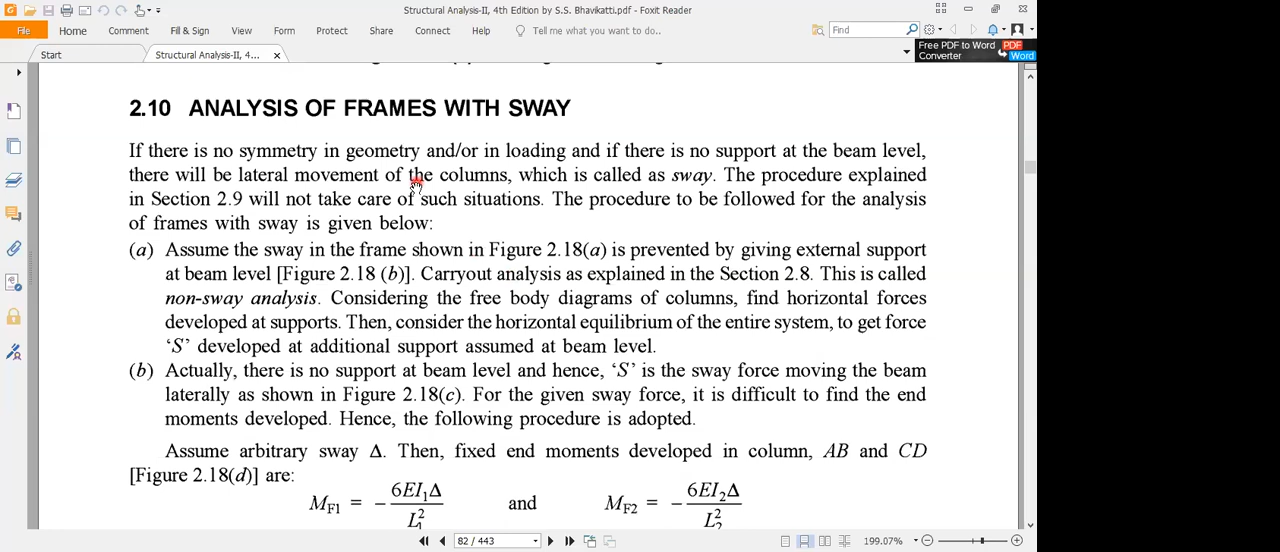 Structural Analysis-II, 4th Edition by S.S. Bhavikatti.pdf - Foxit Reader
File Home Comment Fill & Sign View Form Protect Share Connect Help Tell me what you want to do.. Find
Start Structural Analysis-II, 4...
Free PDF to Word Converter
PDF
Word
2.10 ANALYSIS OF FRAMES WITH SWAY
If there is no symmetry in geometry and/or in loading and if there is no support at the beam level,
there will be lateral movement of the columns, which is called as sway. The procedure explained
in Section 2.9 will not take care of such situations. The procedure to be followed for the analysis
of frames with sway is given below:
(a) Assume the sway in the frame shown in Figure 2.18(a) is prevented by giving external support
at beam level [Figure 2.18 (b)]. Carryout analysis as explained in the Section 2.8. This is called
non-sway analysis. Considering the free body diagrams of columns, find horizontal forces
developed at supports. Then, consider the horizontal equilibrium of the entire system, to get force
‘S’ developed at additional support assumed at beam level.
(b) Actually, there is no support at beam level and hence, ‘S’ is the sway force moving the beam
laterally as shown in Figure 2.18(c). For the given sway force, it is difficult to find the end
moments developed. Hence, the following procedure is adopted.
Assume arbitrary sway Δ. Then, fixed end moments developed in column, AB and CD
[Figure 2.18(d)] are:
M_F1 = − 6EI₁Δ / L₁² and M_F2 = − 6EI₂Δ / L₂²
82 / 443 199.07%